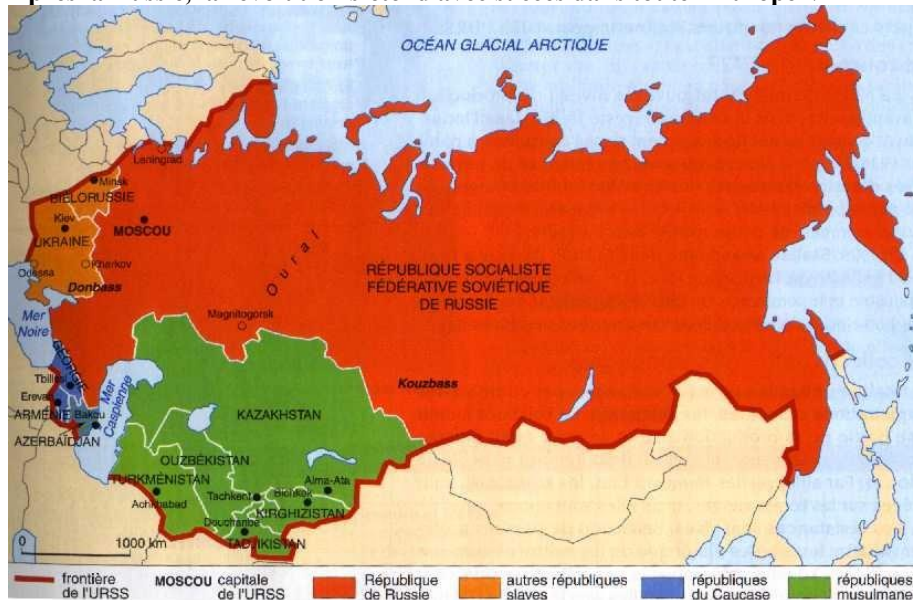 OCÉAN GLACIAL ARCTIQUE
Leningrad
Minsk
BIÉLORUSSIE
Kiev
MOSCOU
UKRAINE
Odessa
Kharkov
Donbass
Oural
RÉPUBLIQUE SOCIALISTE
FÉDÉRATIVE SOVIÉTIQUE
DE RUSSIE
Mer
Noire
Magnitogorsk
GÉORGIE
Tbilissi
Mer
Caspienne
Kouzbass
Erevan
ARMÉNIE
Bakou
KAZAKHSTAN
AZERBAÏDJAN
OUZBÉKISTAN
TURKMÉNISTAN
Alma-Ata
Tachkent
Bichkek
Achkhabad
KIRGHIZISTAN
Douchanbe
TADJIKISTAN
0 1000 km
frontière
de l'URSS
MOSCOU capitale
de l'URSS
République
de Russie
autres républiques
slaves
républiques
du Caucase
républiques
musulmane